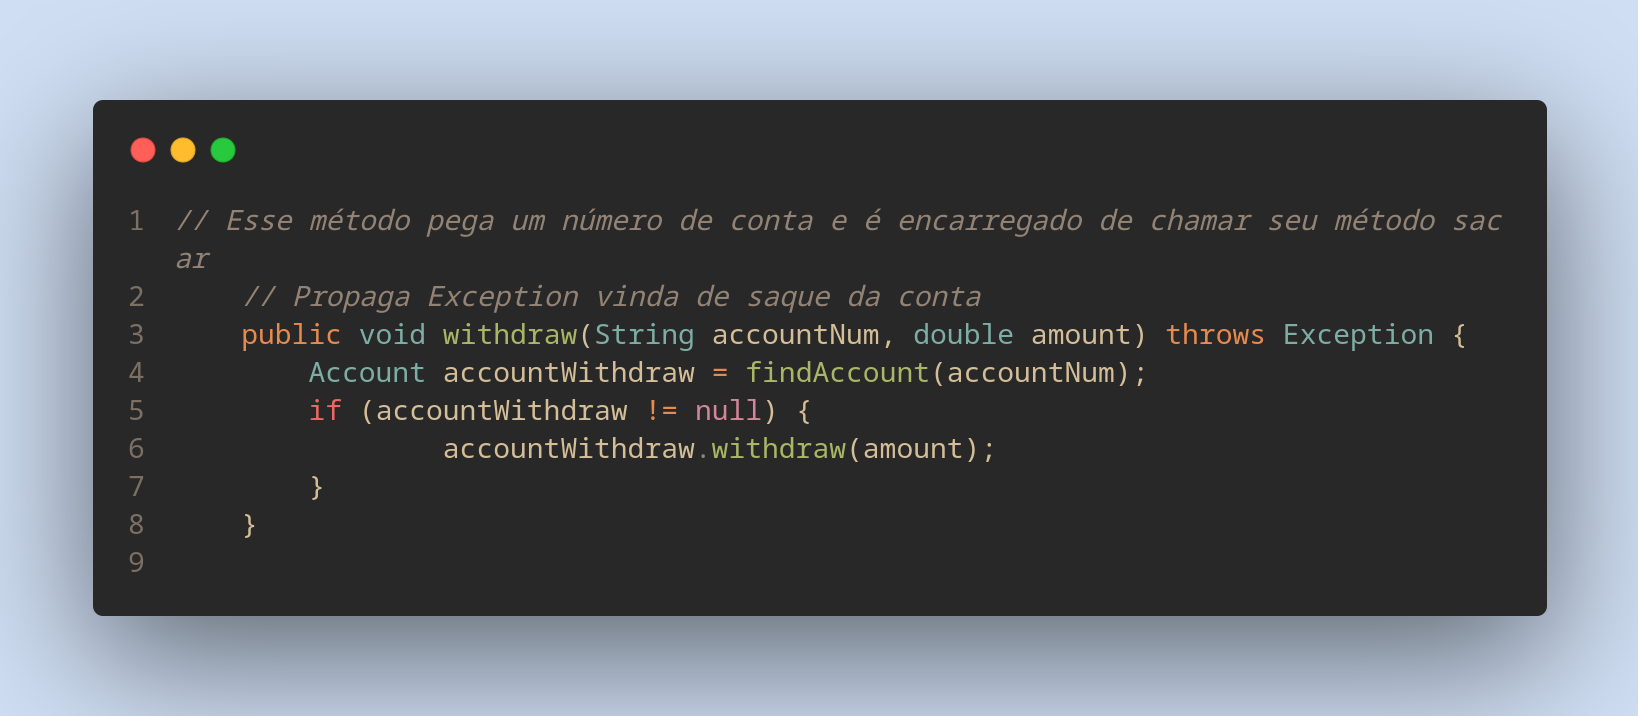 1 // Esse método pega um número de conta e é encarregado de chamar seu método sac
ar
2     // Propaga Exception vinda de saque da conta
3     public void withdraw(String accountNum, double amount) throws Exception {
4         Account accountWithdraw = findAccount(accountNum);
5         if (accountWithdraw != null) {
6                 accountWithdraw.withdraw(amount);
7         }
8     }
9